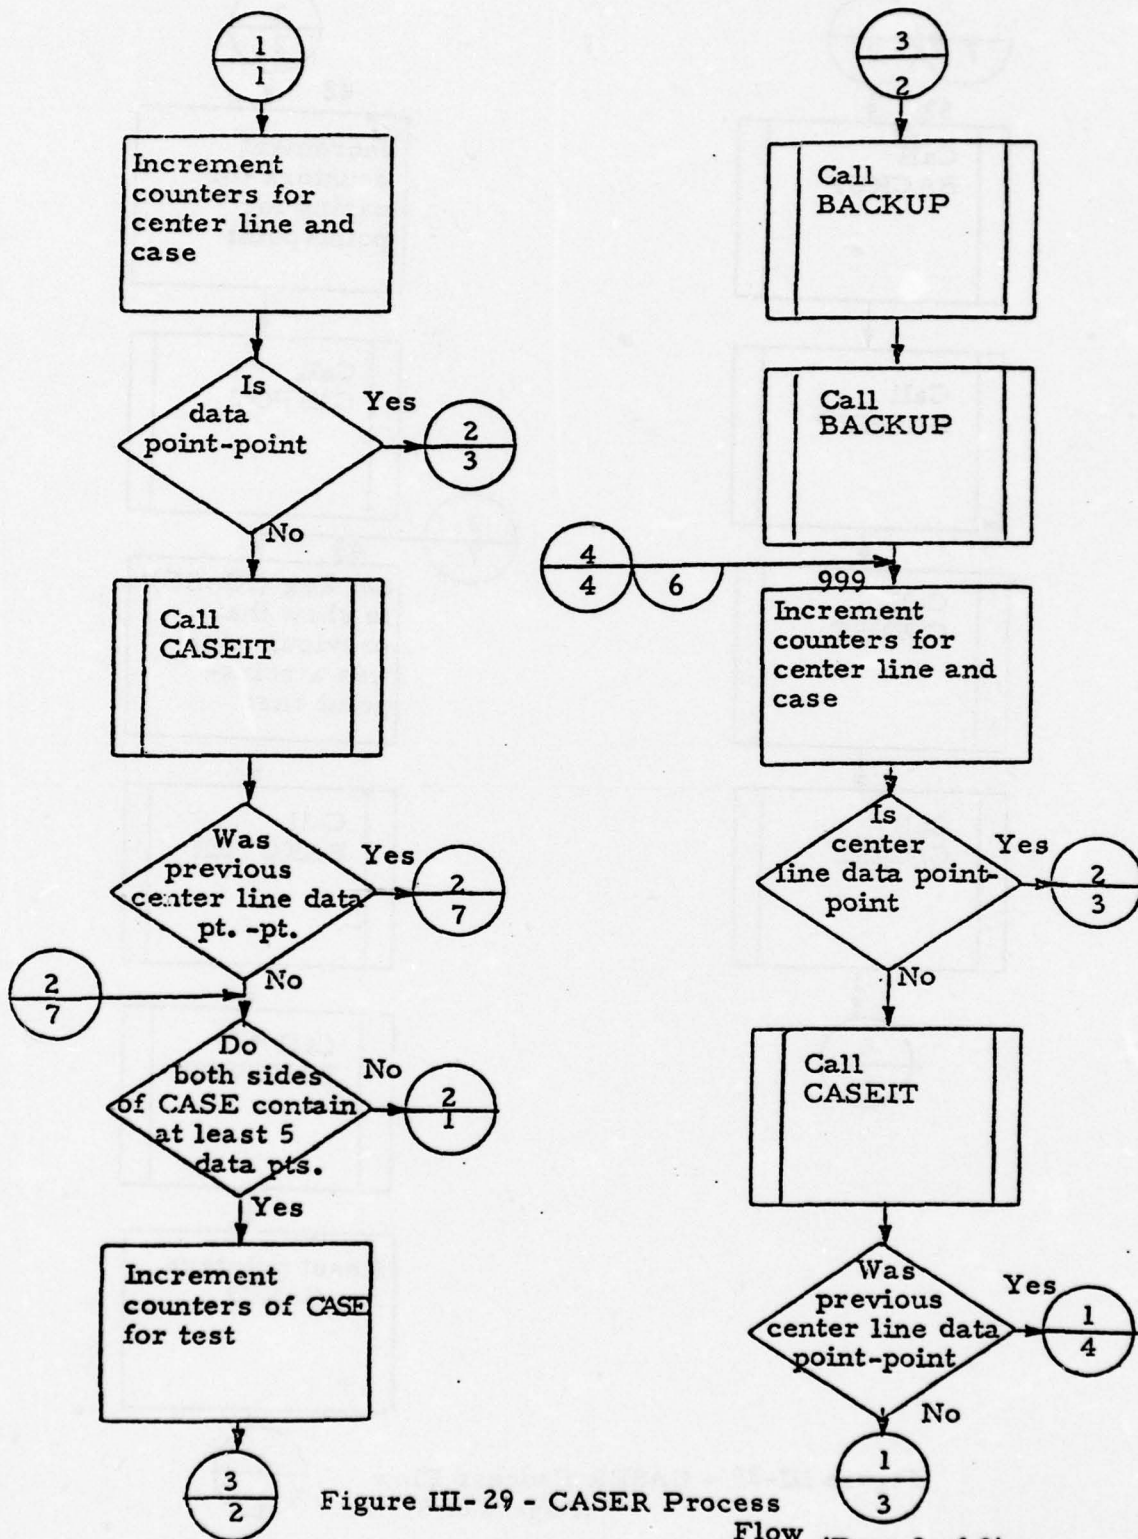 1
1
Increment
counters for
center line and
case
Is
data
point-point
Yes
2
3
No
Call
CASEIT
Was
previous
center line data
pt. -pt.
Yes
2
7
No
2
7
Do
both sides
of CASE contain
at least 5
data pts.
No
2
1
Yes
Increment
counters of CASE
for test
3
2
3
2
Call
BACKUP
Call
BACKUP
4
4
6
999
Increment
counters for
center line and
case
Is
center
line data point-
point
Yes
2
3
No
Call
CASEIT
Was
previous
center line data
point-point
Yes
1
4
No
1
3
Figure III-29 - CASER Process
Flow